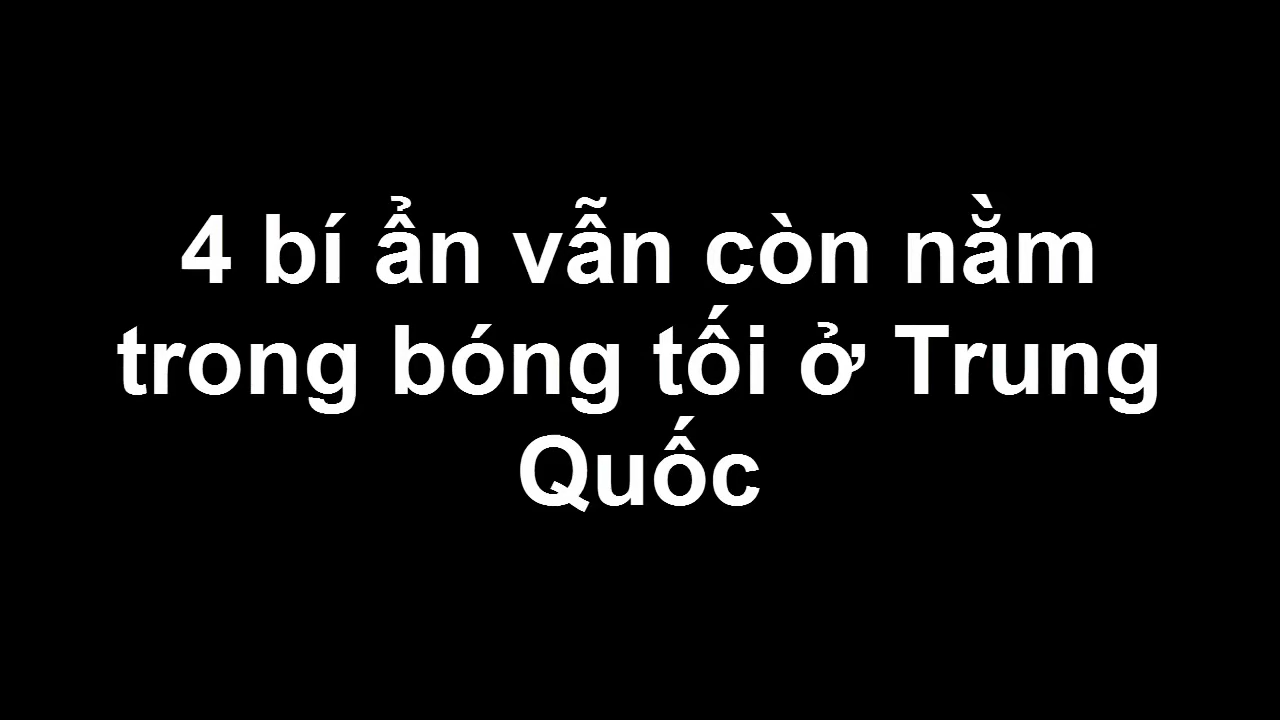 4 bí ẩn vẫn còn nằm
trong bóng tối ở Trung
Quốc